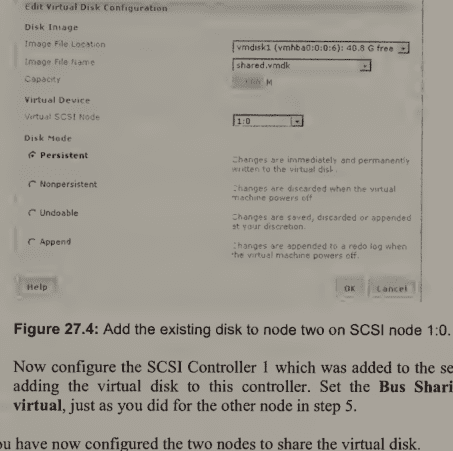 Edit Virtual Disk Configuration
Disk Image
Image File Location vmdisk1 (vmhba0:0:0:6): 40.8 G free
Image File Name shared.vmdk
Capacity M
Virtual Device
Virtual SCSI Node 1:0
Disk Mode
Persistent Changes are immediately and permanently
written to the virtual disk.
Nonpersistent Changes are discarded when the virtual
machine powers off
Undoable Changes are saved, discarded or appended
at your discretion.
Append Changes are appended to a redo log when
the virtual machine powers off.
Help OK Cancel
Figure 27.4: Add the existing disk to node two on SCSI node 1:0.
Now configure the SCSI Controller 1 which was added to the se
adding the virtual disk to this controller. Set the Bus Shari
virtual, just as you did for the other node in step 5.
ou have now configured the two nodes to share the virtual disk.